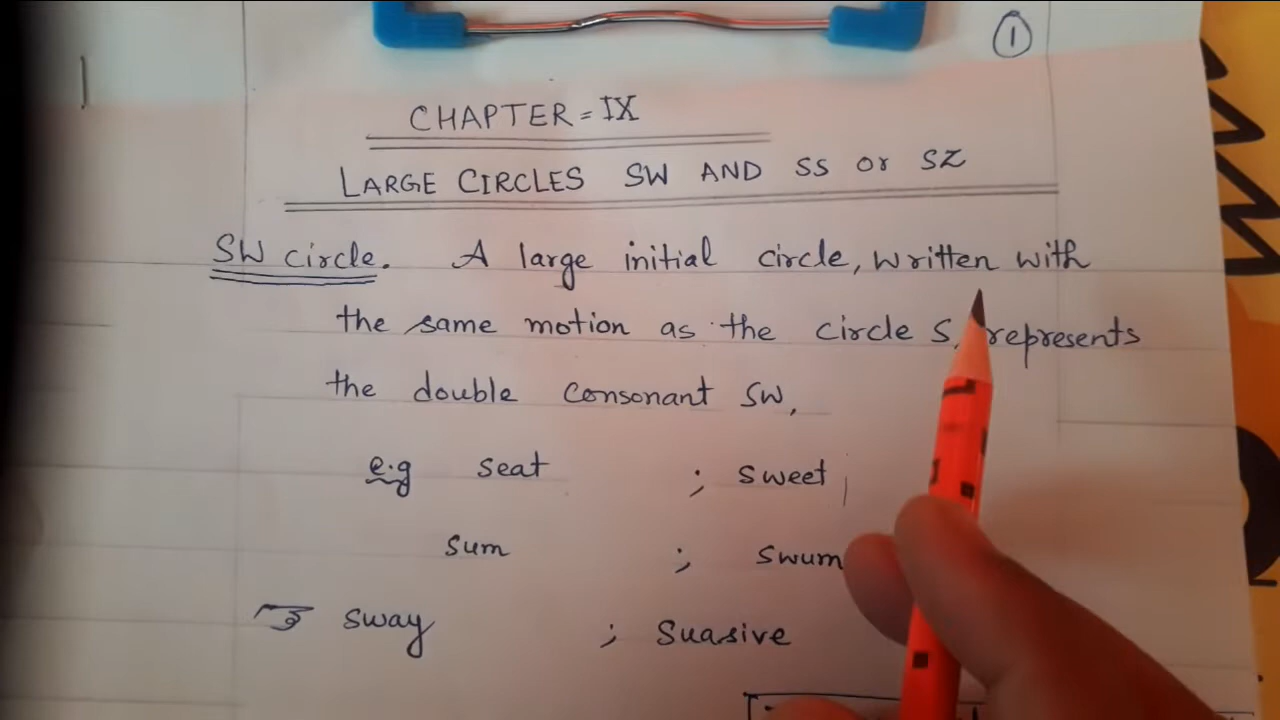 1
CHAPTER = IX
LARGE CIRCLES SW AND SS or SZ
SW circle. A large initial circle, written with
the same motion as the circle S, represents
the double consonant SW,
e.g seat ; sweet
sum ; swum
sway ; suasive